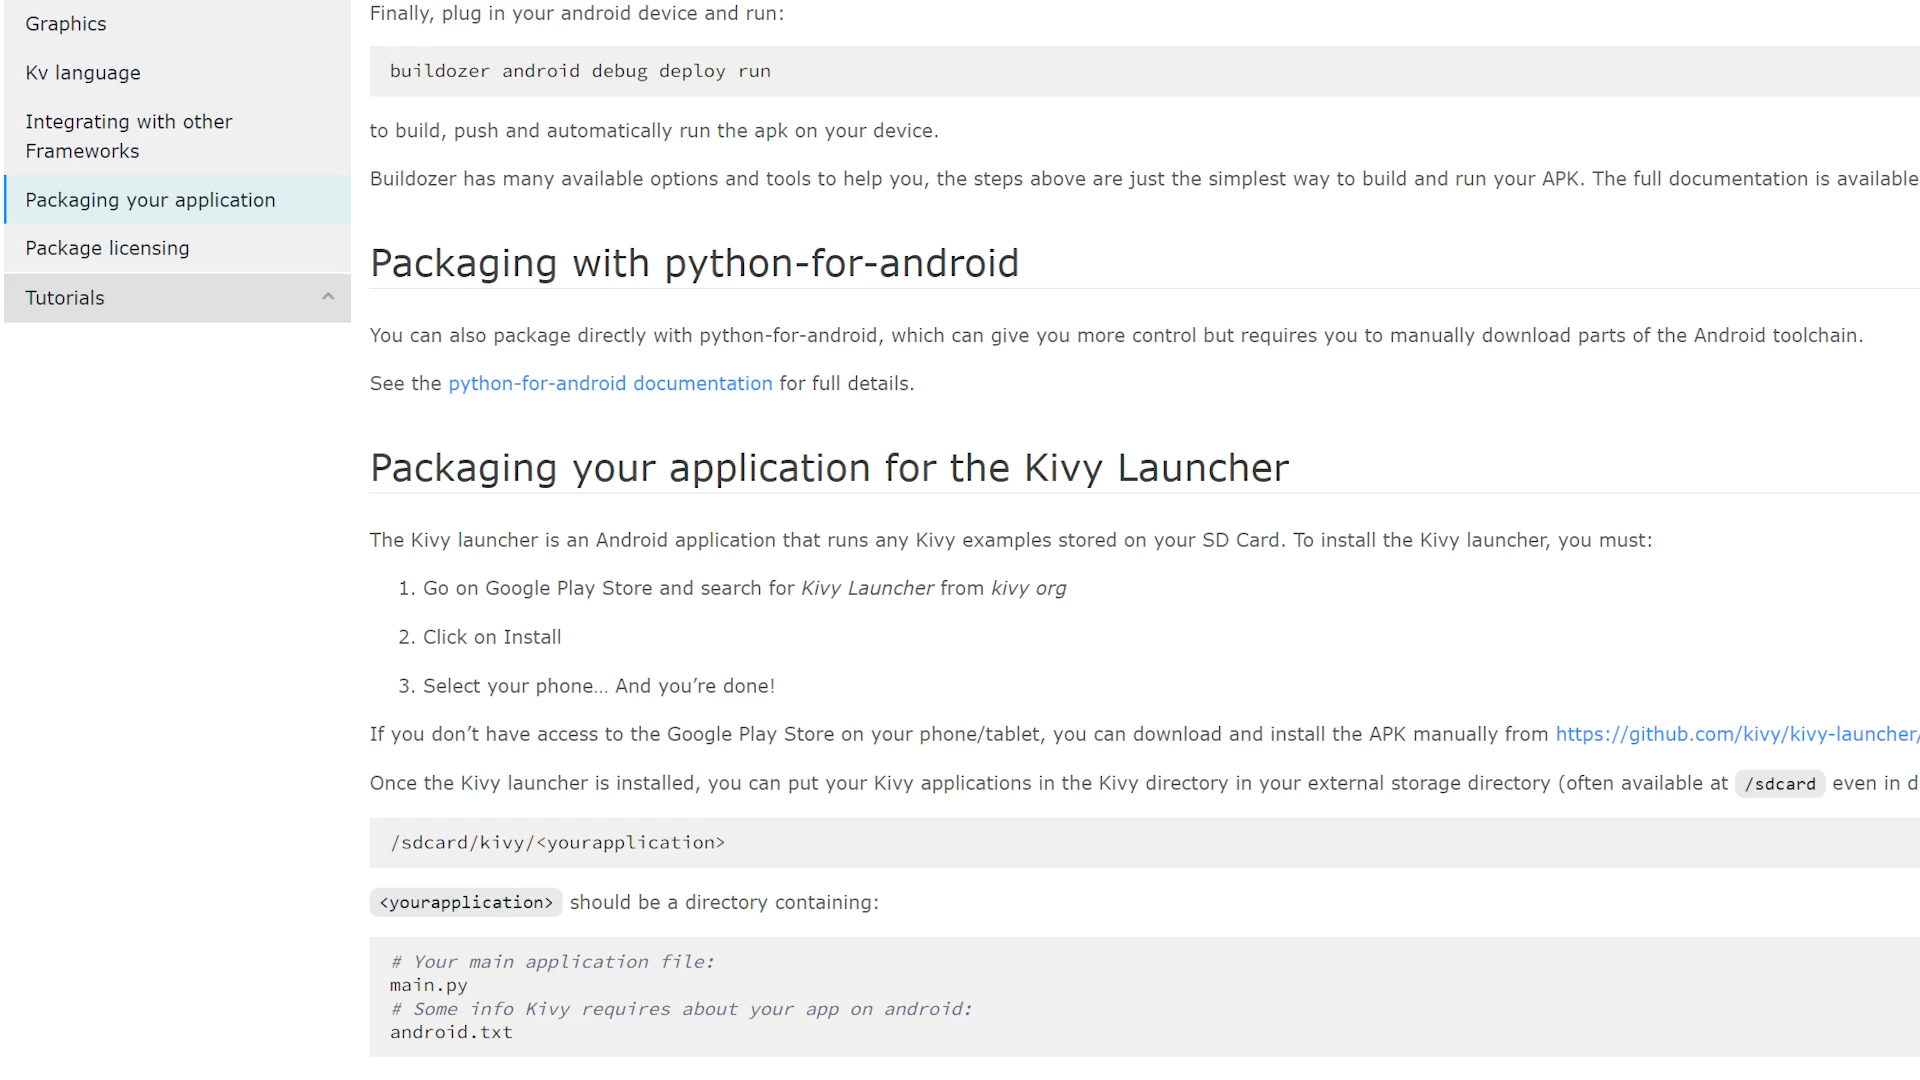 Graphics
Kv language
Integrating with other
Frameworks
Packaging your application
Package licensing
Tutorials
Finally, plug in your android device and run:
buildozer android debug deploy run
to build, push and automatically run the apk on your device.
Buildozer has many available options and tools to help you, the steps above are just the simplest way to build and run your APK. The full documentation is available
Packaging with python-for-android
You can also package directly with python-for-android, which can give you more control but requires you to manually download parts of the Android toolchain.
See the python-for-android documentation for full details.
Packaging your application for the Kivy Launcher
The Kivy launcher is an Android application that runs any Kivy examples stored on your SD Card. To install the Kivy launcher, you must:
1. Go on Google Play Store and search for Kivy Launcher from kivy org
2. Click on Install
3. Select your phone… And you’re done!
If you don’t have access to the Google Play Store on your phone/tablet, you can download and install the APK manually from https://github.com/kivy/kivy-launcher/
Once the Kivy launcher is installed, you can put your Kivy applications in the Kivy directory in your external storage directory (often available at /sdcard even in d
/sdcard/kivy/<yourapplication>
<yourapplication> should be a directory containing:
# Your main application file:
main.py
# Some info Kivy requires about your app on android:
android.txt